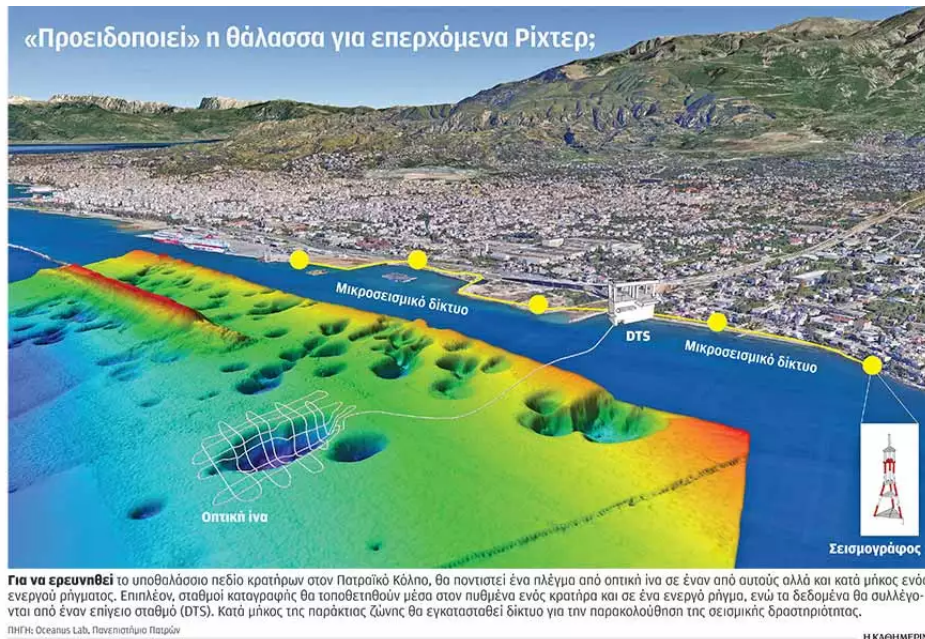 «Προειδοποιεί» η θάλασσα για επερχόμενα Ρίχτερ;
Μικροσεισμικό δίκτυο
DTS
Μικροσεισμικό δίκτυο
Οπτική ίνα
Σεισμογράφος
Για να ερευνηθεί το υποθαλάσσιο πεδίο κρατήρων στον Πατραϊκό Κόλπο, θα ποντιστεί ένα πλέγμα από οπτική ίνα σε έναν από αυτούς αλλά και κατά μήκος ενός
ενεργού ρήγματος. Επιπλέον, σταθμοί καταγραφής θα τοποθετηθούν μέσα στον πυθμένα ενός κρατήρα και σε ένα ενεργό ρήγμα, ενώ τα δεδομένα θα συλλέγο-
νται από έναν επίγειο σταθμό (DTS). Κατά μήκος της παράκτιας ζώνης θα εγκατασταθεί δίκτυο για την παρακολούθηση της σεισμικής δραστηριότητας.
ΠΗΓΗ: Oceanus Lab, Πανεπιστήμιο Πατρών
Η ΚΑΘΗΜΕΡΙΝ